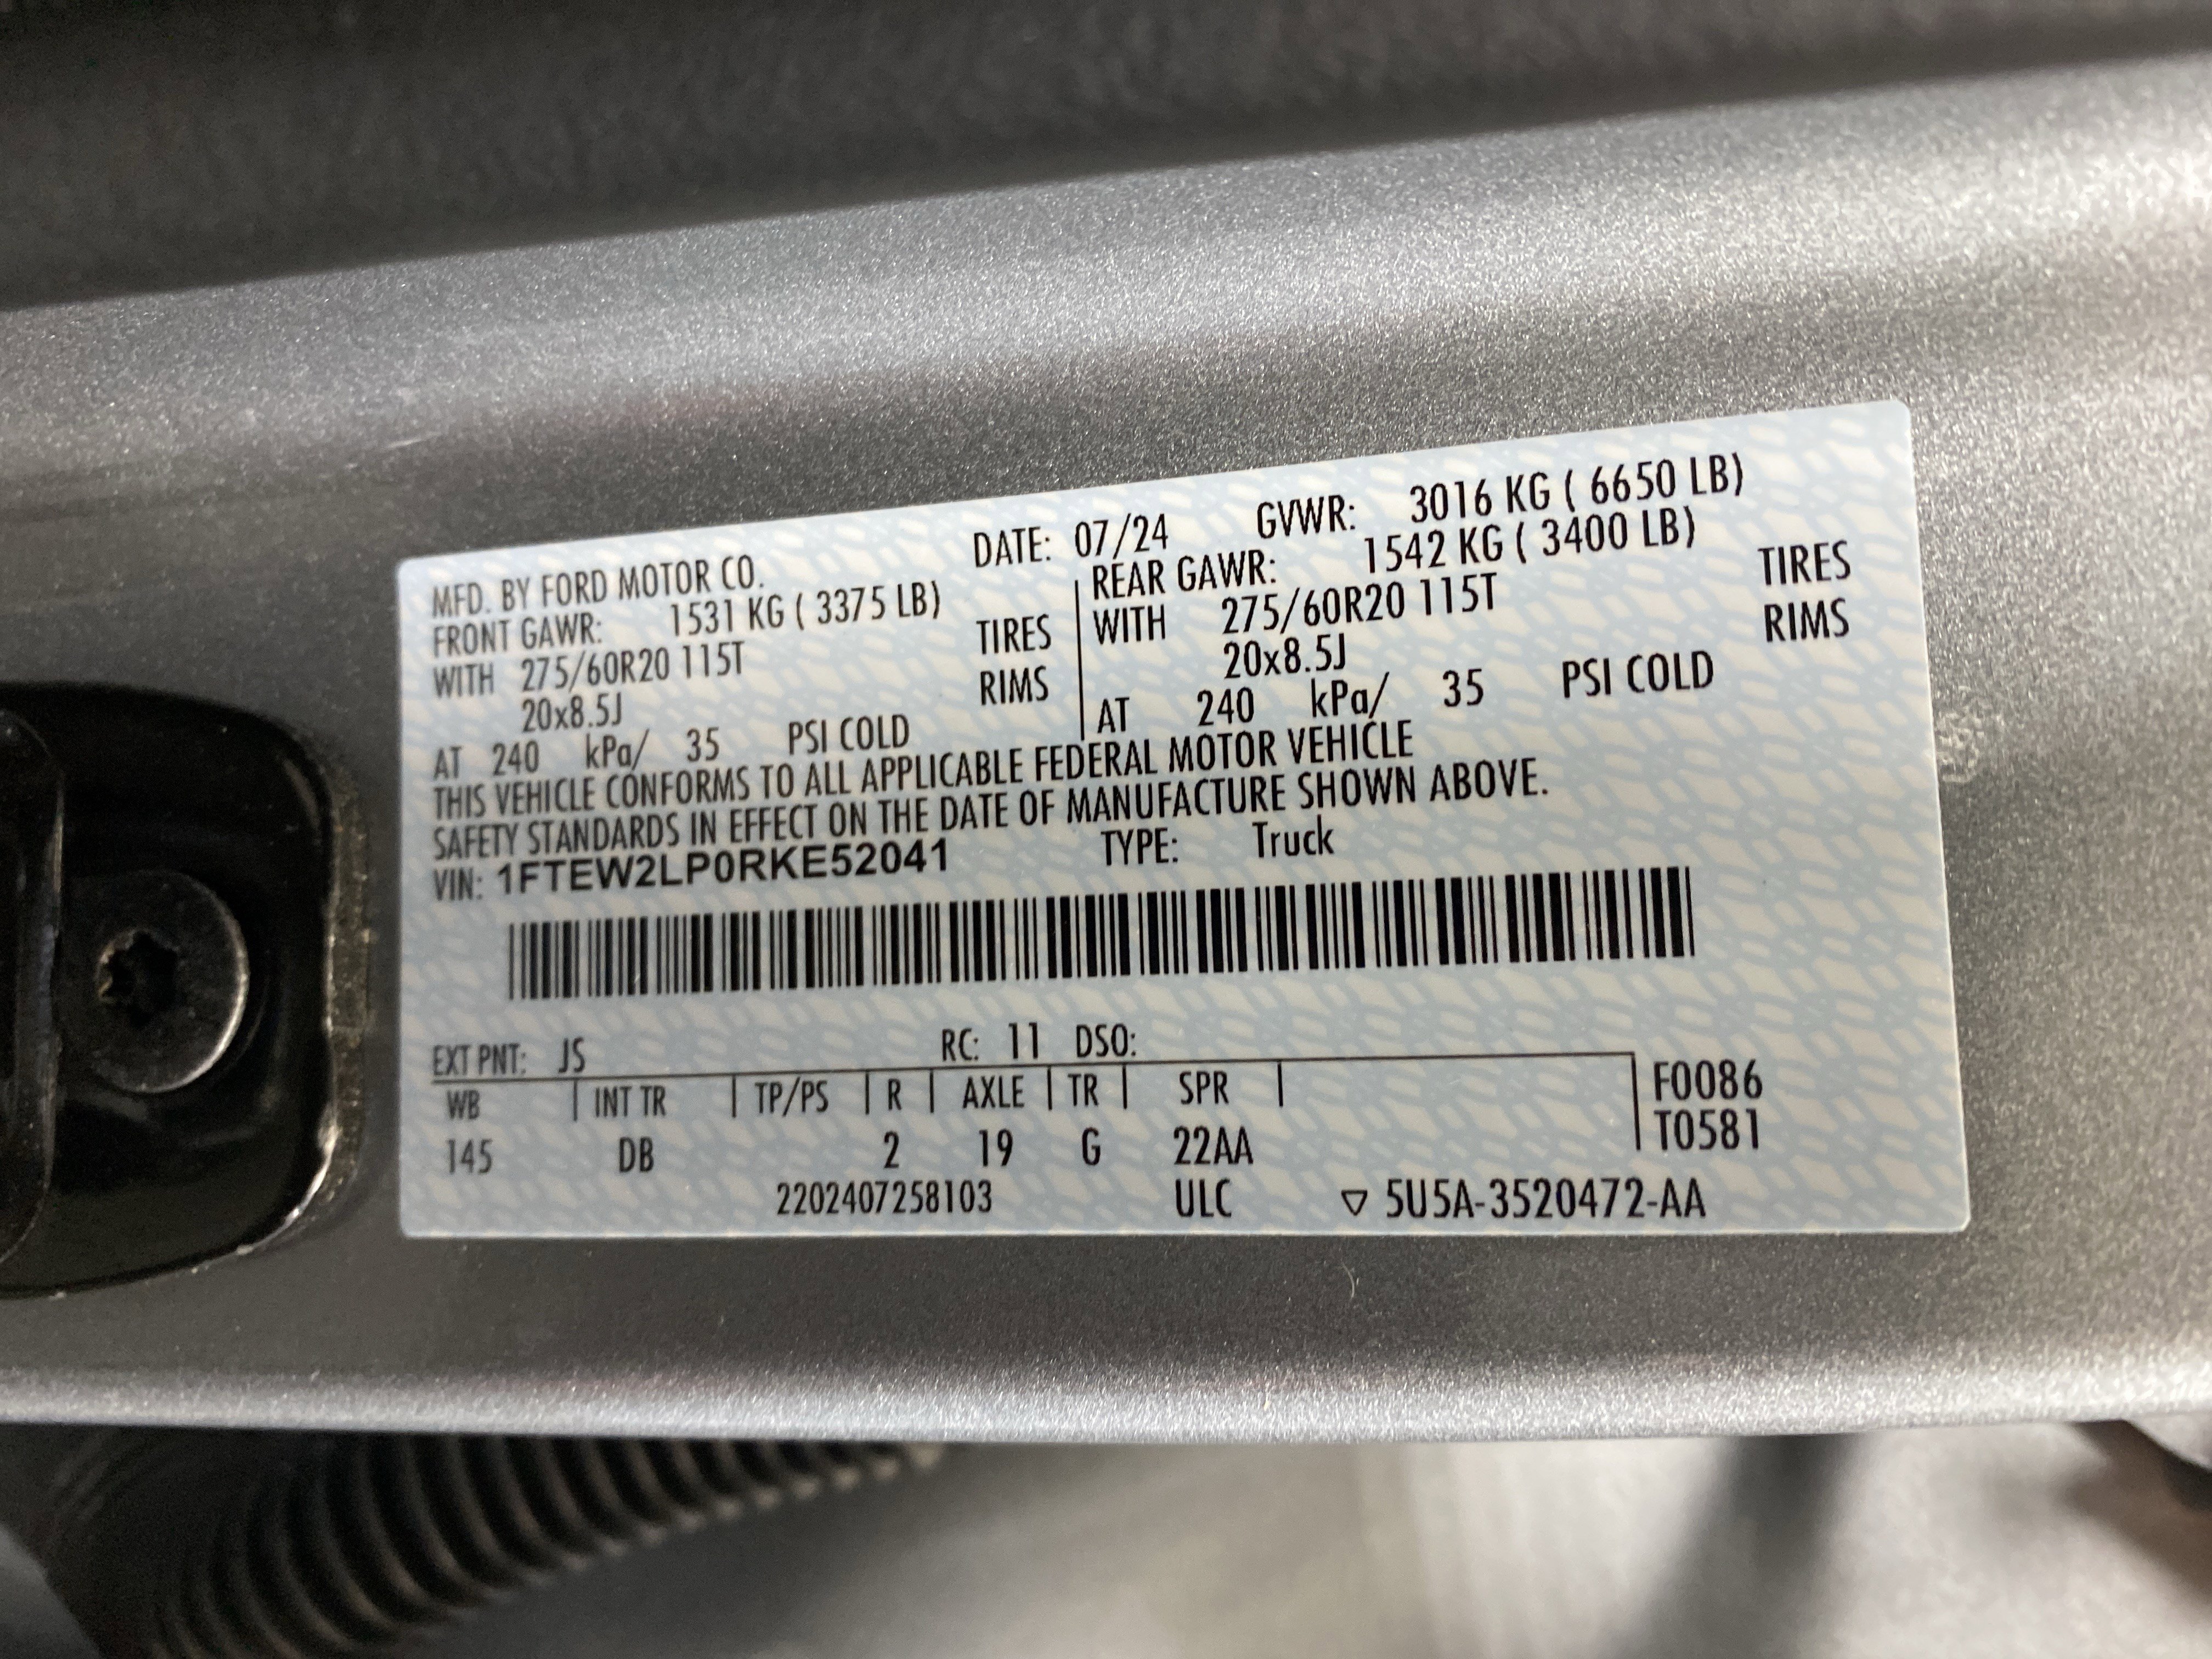 MFD. BY FORD MOTOR CO. DATE: 07/24 GVWR: 3016 KG ( 6650 LB)
FRONT GAWR: 1531 KG ( 3375 LB) REAR GAWR: 1542 KG ( 3400 LB)
WITH 275/60R20 115T TIRES WITH 275/60R20 115T TIRES
20x8.5J RIMS 20x8.5J RIMS
AT 240 kPa/ 35 PSI COLD AT 240 kPa/ 35 PSI COLD
THIS VEHICLE CONFORMS TO ALL APPLICABLE FEDERAL MOTOR VEHICLE
SAFETY STANDARDS IN EFFECT ON THE DATE OF MANUFACTURE SHOWN ABOVE.
VIN: 1FTEW2LP0RKE52041 TYPE: Truck
EXT PNT: JS RC: 11 DSO:
WB INT TR TP/PS R AXLE TR SPR F0086
145 DB 2 19 G 22AA T0581
2202407258103 ULC ▽ 5U5A-3520472-AA